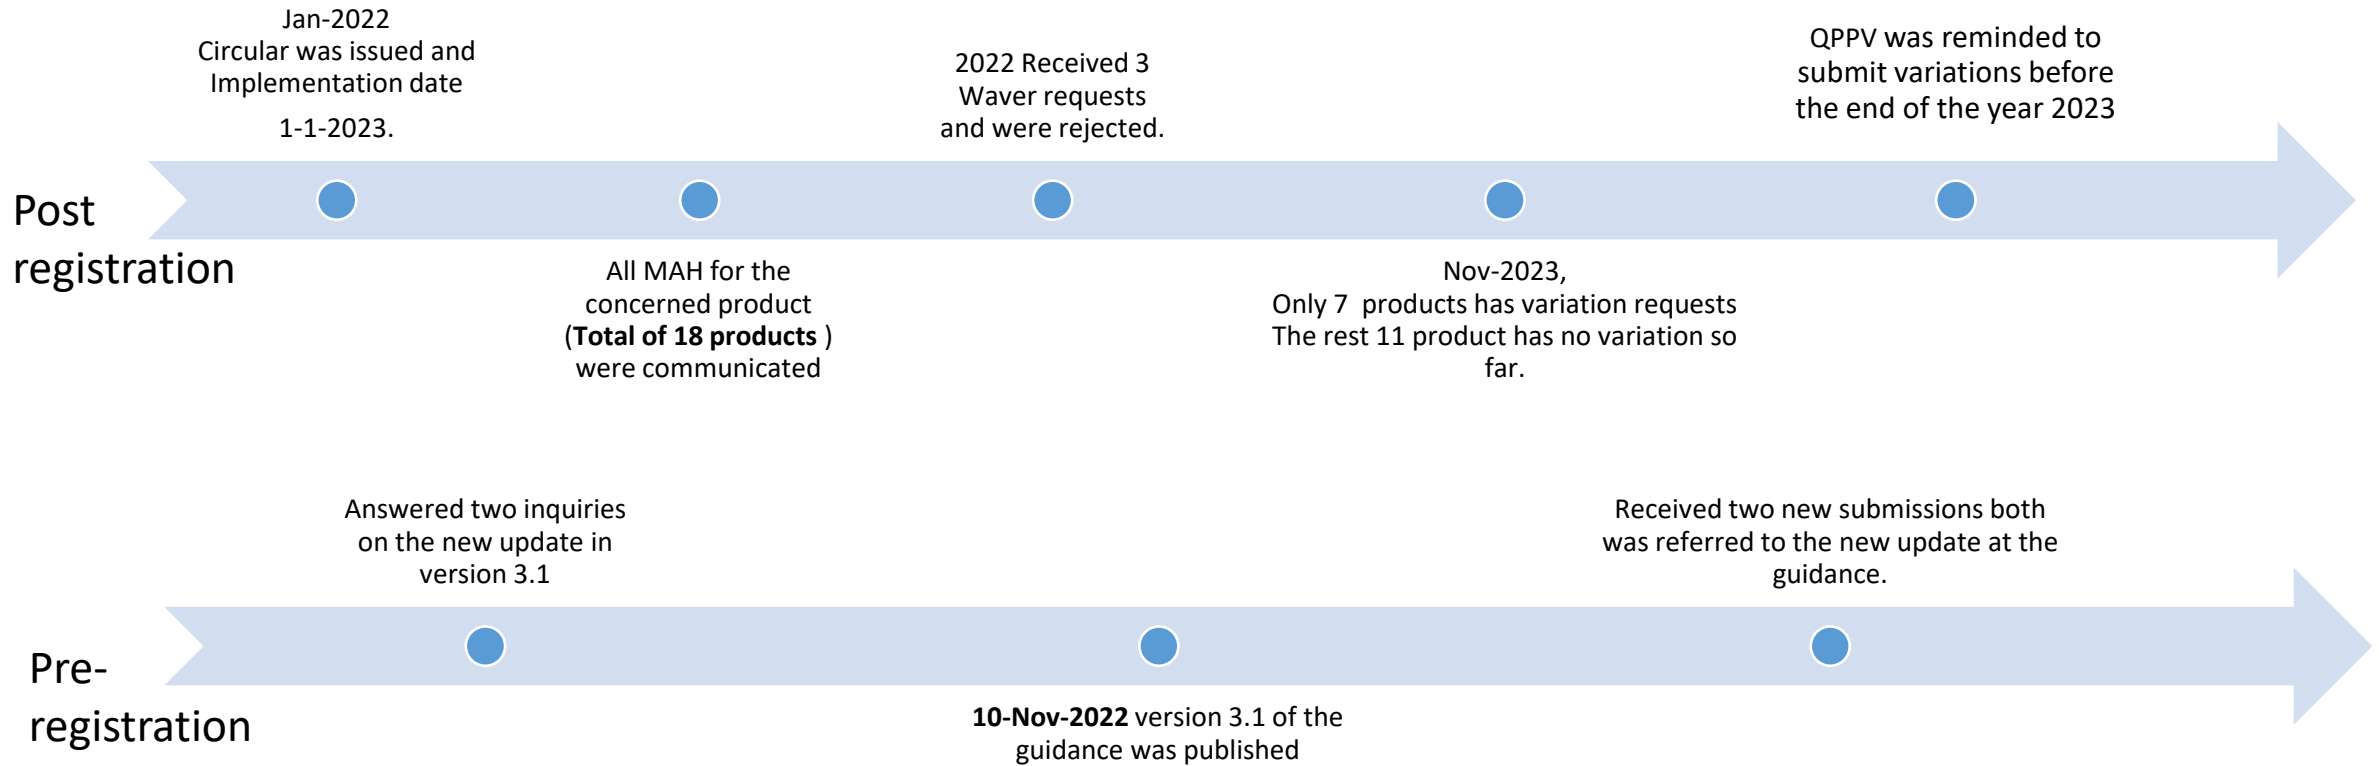 Jan-2022
Circular was issued and
Implementation date
1-1-2023.
2022 Received 3
Waver requests
and were rejected.
QPPV was reminded to
submit variations before
the end of the year 2023
Post
registration
All MAH for the
concerned product
(Total of 18 products )
were communicated
Nov-2023,
Only 7  products has variation requests
The rest 11 product has no variation so
far.
Answered two inquiries
on the new update in
version 3.1
Received two new submissions both
was referred to the new update at the
guidance.
Pre-
registration
10-Nov-2022 version 3.1 of the
guidance was published